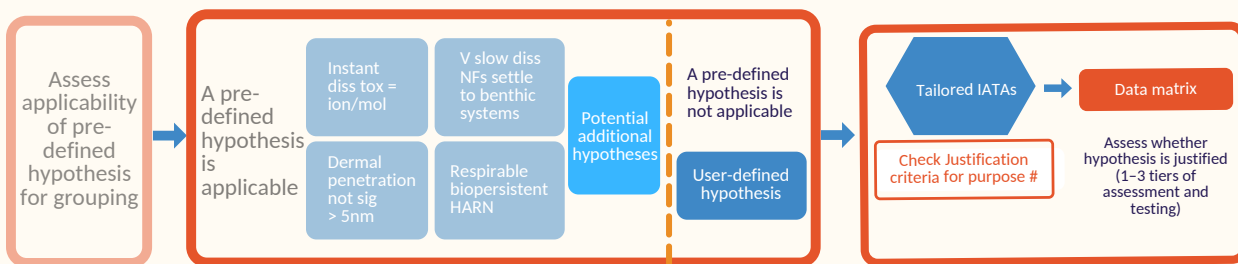 Assess
applicability
of pre-
defined
hypothesis
for grouping
A pre-
defined
hypothesis
is
applicable
Instant
diss tox =
ion/mol
V slow diss
NFs settle
to benthic
systems
Dermal
penetration
not sig
> 5nm
Respirable
biopersistent
HARN
Potential
additional
hypotheses
A pre-defined
hypothesis is
not applicable
User-defined
hypothesis
Tailored IATAs
Check Justification
criteria for purpose #
Data matrix
Assess whether
hypothesis is justified
(1–3 tiers of
assessment and
testing)